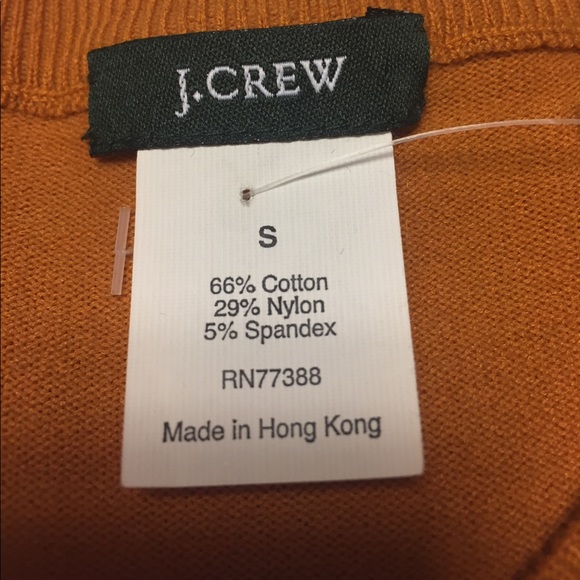 J.CREW
S
66% Cotton
29% Nylon
5% Spandex
RN77388
Made in Hong Kong